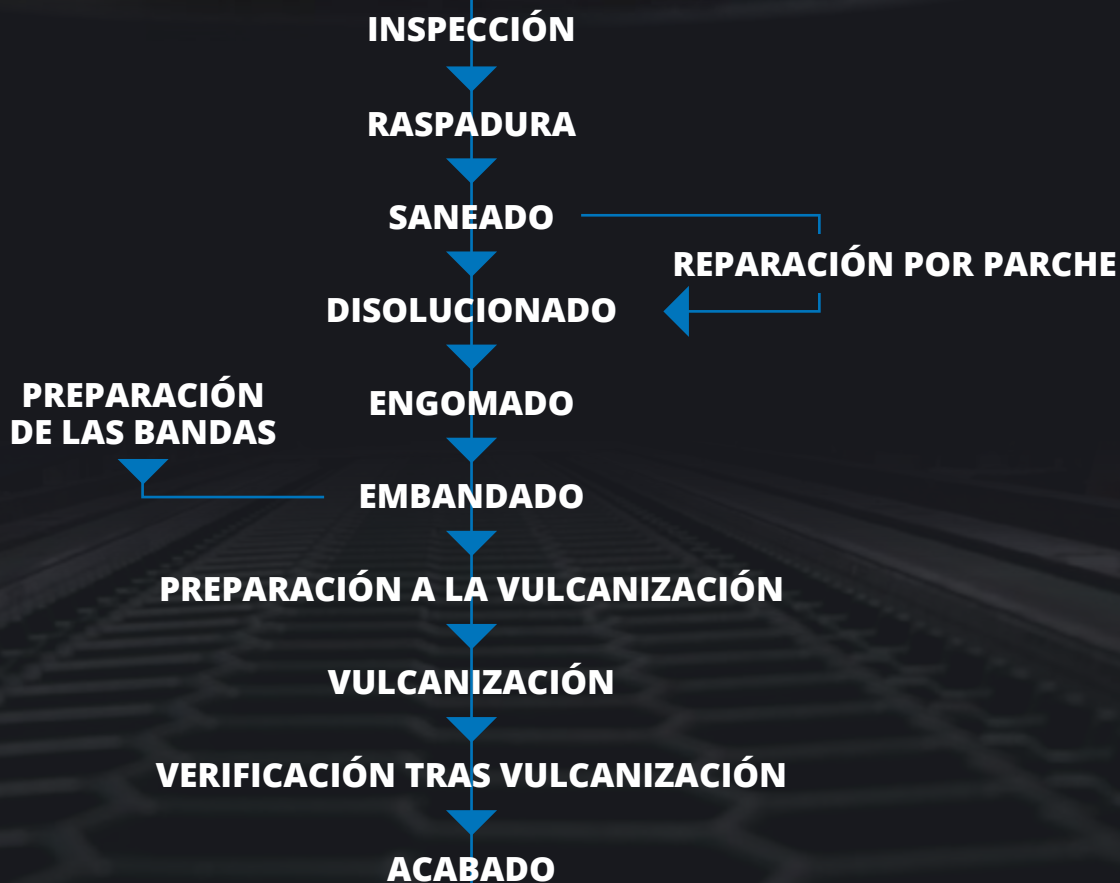 INSPECCIÓN
RASPADURA
SANEADO
REPARACIÓN POR PARCHE
DISOLUCIONADO
ENGOMADO
PREPARACIÓN
DE LAS BANDAS
EMBANDADO
PREPARACIÓN A LA VULCANIZACIÓN
VULCANIZACIÓN
VERIFICACIÓN TRAS VULCANIZACIÓN
ACABADO